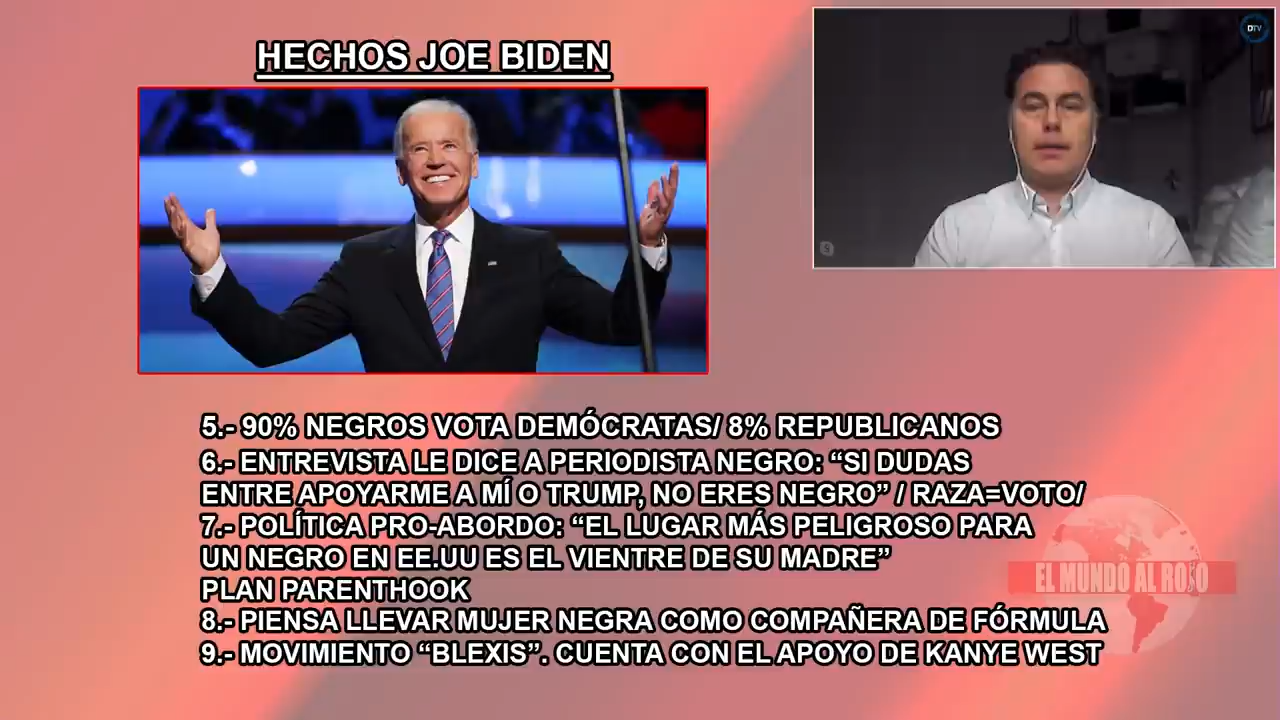 HECHOS JOE BIDEN
DTV
5.- 90% NEGROS VOTA DEMÓCRATAS/ 8% REPUBLICANOS
6.- ENTREVISTA LE DICE A PERIODISTA NEGRO: “SI DUDAS
ENTRE APOYARME A MÍ O TRUMP, NO ERES NEGRO” / RAZA=VOTO/
7.- POLÍTICA PRO-ABORDO: “EL LUGAR MÁS PELIGROSO PARA
UN NEGRO EN EE.UU ES EL VIENTRE DE SU MADRE”
PLAN PARENTHOOK
8.- PIENSA LLEVAR MUJER NEGRA COMO COMPAÑERA DE FÓRMULA
9.- MOVIMIENTO “BLEXIS”. CUENTA CON EL APOYO DE KANYE WEST
EL MUNDO AL ROJO